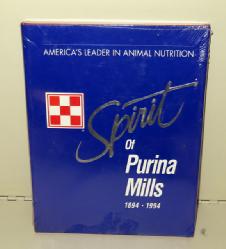 AMERICA'S LEADER IN ANIMAL NUTRITION
Spirit
Of
Purina
Mills
1894 · 1994